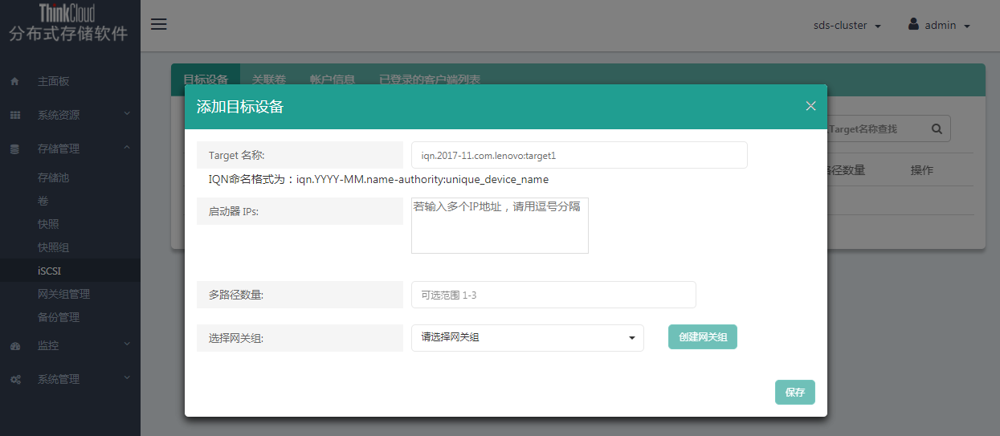 ThinkCloud
分布式存储软件
sds-cluster
admin
主面板
系统资源
存储管理
存储池
卷
快照
快照组
iSCSI
网关组管理
备份管理
监控
系统管理
目标设备 关联卷 帐户信息 已登录的客户端列表
Target名称查找
径数量 操作
添加目标设备
Target 名称: iqn.2017-11.com.lenovo:target1
IQN命名格式为：iqn.YYYY-MM.name-authority:unique_device_name
启动器 IPs: 若输入多个IP地址，请用逗号分隔
多路径数量: 可选范围 1-3
选择网关组: 请选择网关组 创建网关组
保存